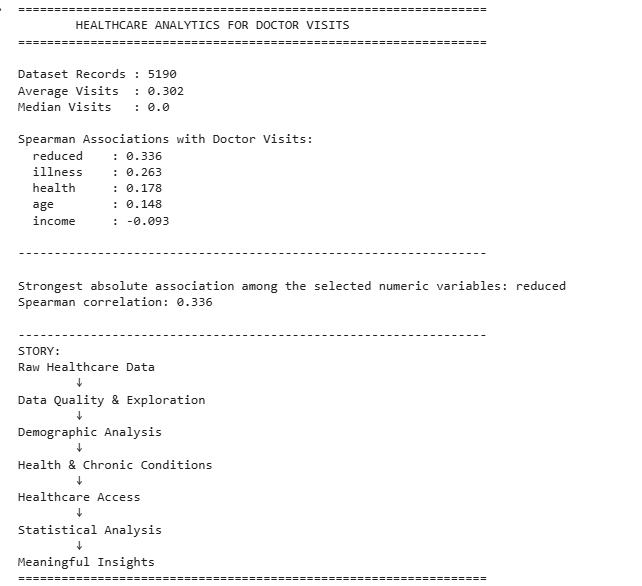 =================================================================
        HEALTHCARE ANALYTICS FOR DOCTOR VISITS
=================================================================

Dataset Records : 5190
Average Visits  : 0.302
Median Visits   : 0.0

Spearman Associations with Doctor Visits:
  reduced    : 0.336
  illness    : 0.263
  health     : 0.178
  age        : 0.148
  income     : -0.093

-----------------------------------------------------------------

Strongest absolute association among the selected numeric variables: reduced
Spearman correlation: 0.336

-----------------------------------------------------------------
STORY:
Raw Healthcare Data
        ↓
Data Quality & Exploration
        ↓
Demographic Analysis
        ↓
Health & Chronic Conditions
        ↓
Healthcare Access
        ↓
Statistical Analysis
        ↓
Meaningful Insights
=================================================================